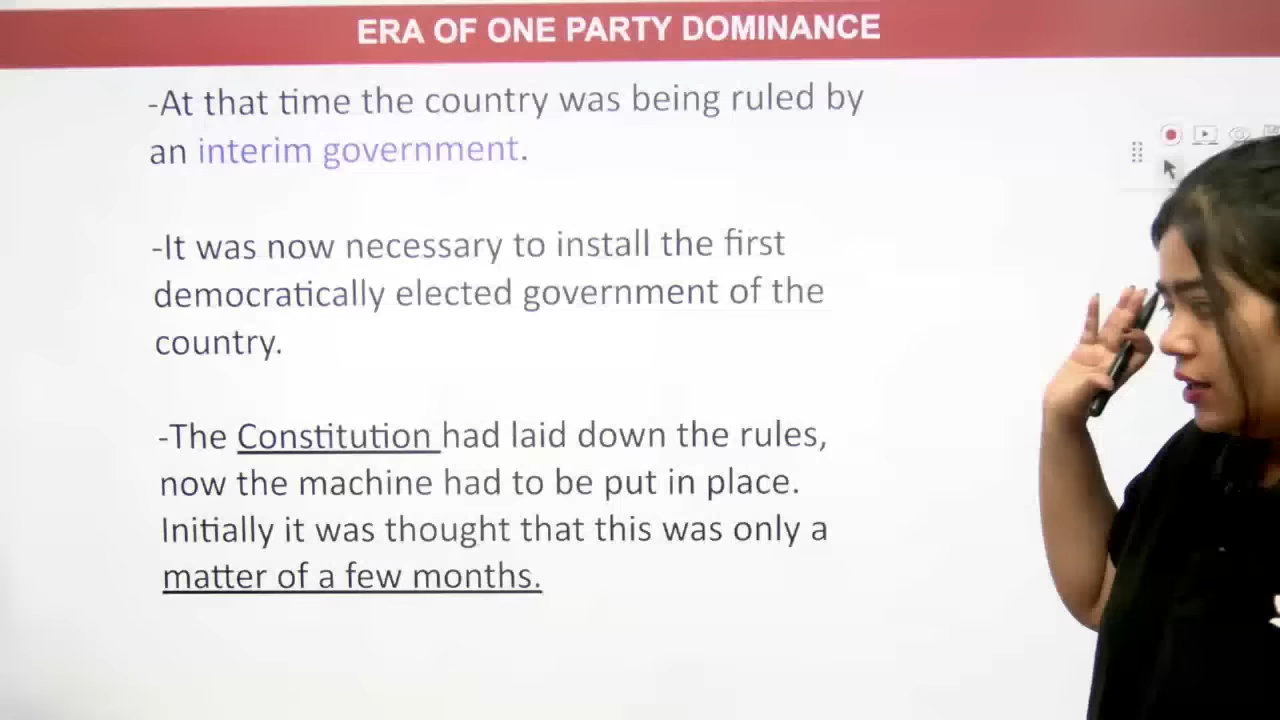 ERA OF ONE PARTY DOMINANCE
-At that time the country was being ruled by
an interim government.
-It was now necessary to install the first
democratically elected government of the
country.
-The Constitution had laid down the rules,
now the machine had to be put in place.
Initially it was thought that this was only a
matter of a few months.